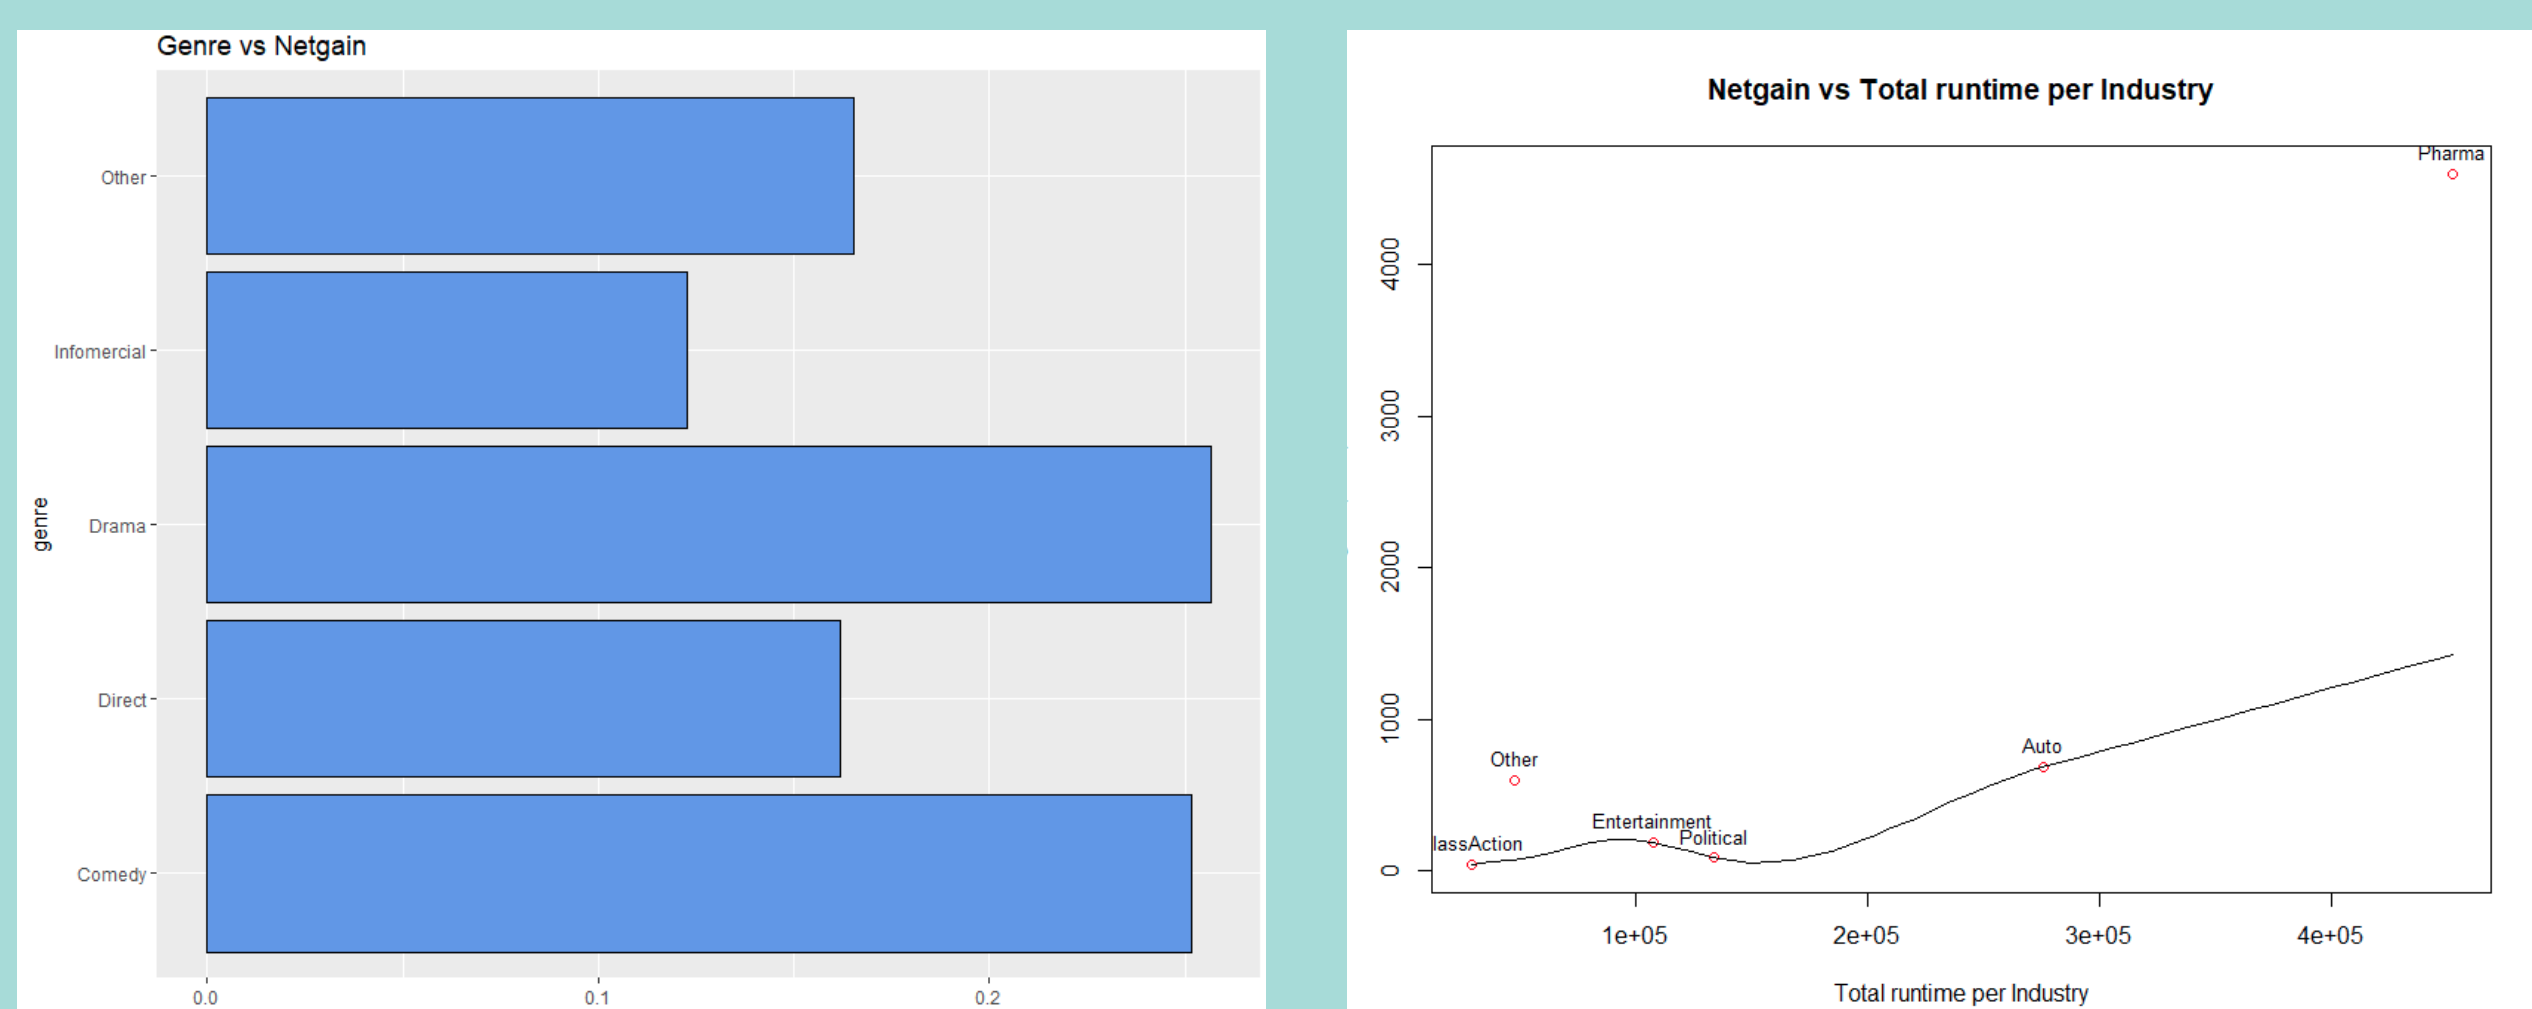 Genre vs Netgain
Other
Infomercial
Drama
Direct
Comedy
genre
0.0 0.1 0.2
Netgain vs Total runtime per Industry
Pharma
4000
3000
2000
1000
0
Auto
Other
Entertainment
Political
lassAction
1e+05 2e+05 3e+05 4e+05
Total runtime per Industry